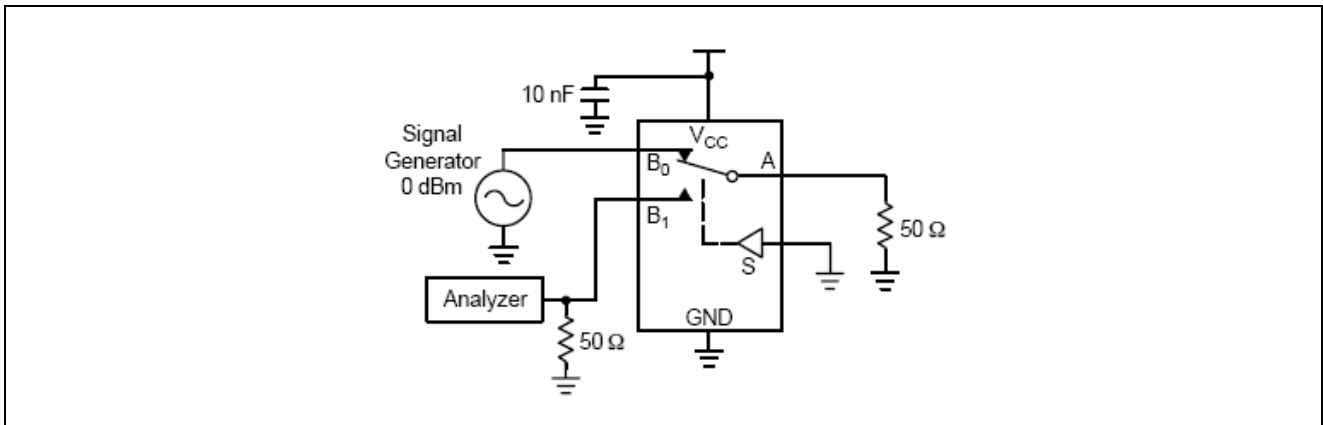 10 nF
Signal
Generator
0 dBm
VCC
B0
A
B1
S
50 Ω
Analyzer
GND
50 Ω